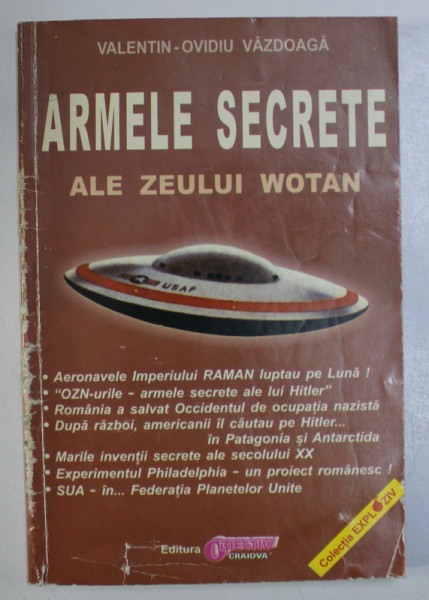 VALENTIN-OVIDIU VÂZDOAGĂ
ARMELE SECRETE
ALE ZEULUI WOTAN
USAF
• Aeronavele Imperiului RAMAN luptau pe Lună !
• "OZN-urile - armele secrete ale lui Hitler"
• România a salvat Occidentul de ocupația nazistă
• După război, americanii îl căutau pe Hitler...
în Patagonia și Antarctida
• Marile invenții secrete ale secolului XX
• Experimentul Philadelphia - un proiect românesc !
• SUA - în... Federația Planetelor Unite
Colecția EXPLOZIV
Editura OBIECTIV
CRAIOVA